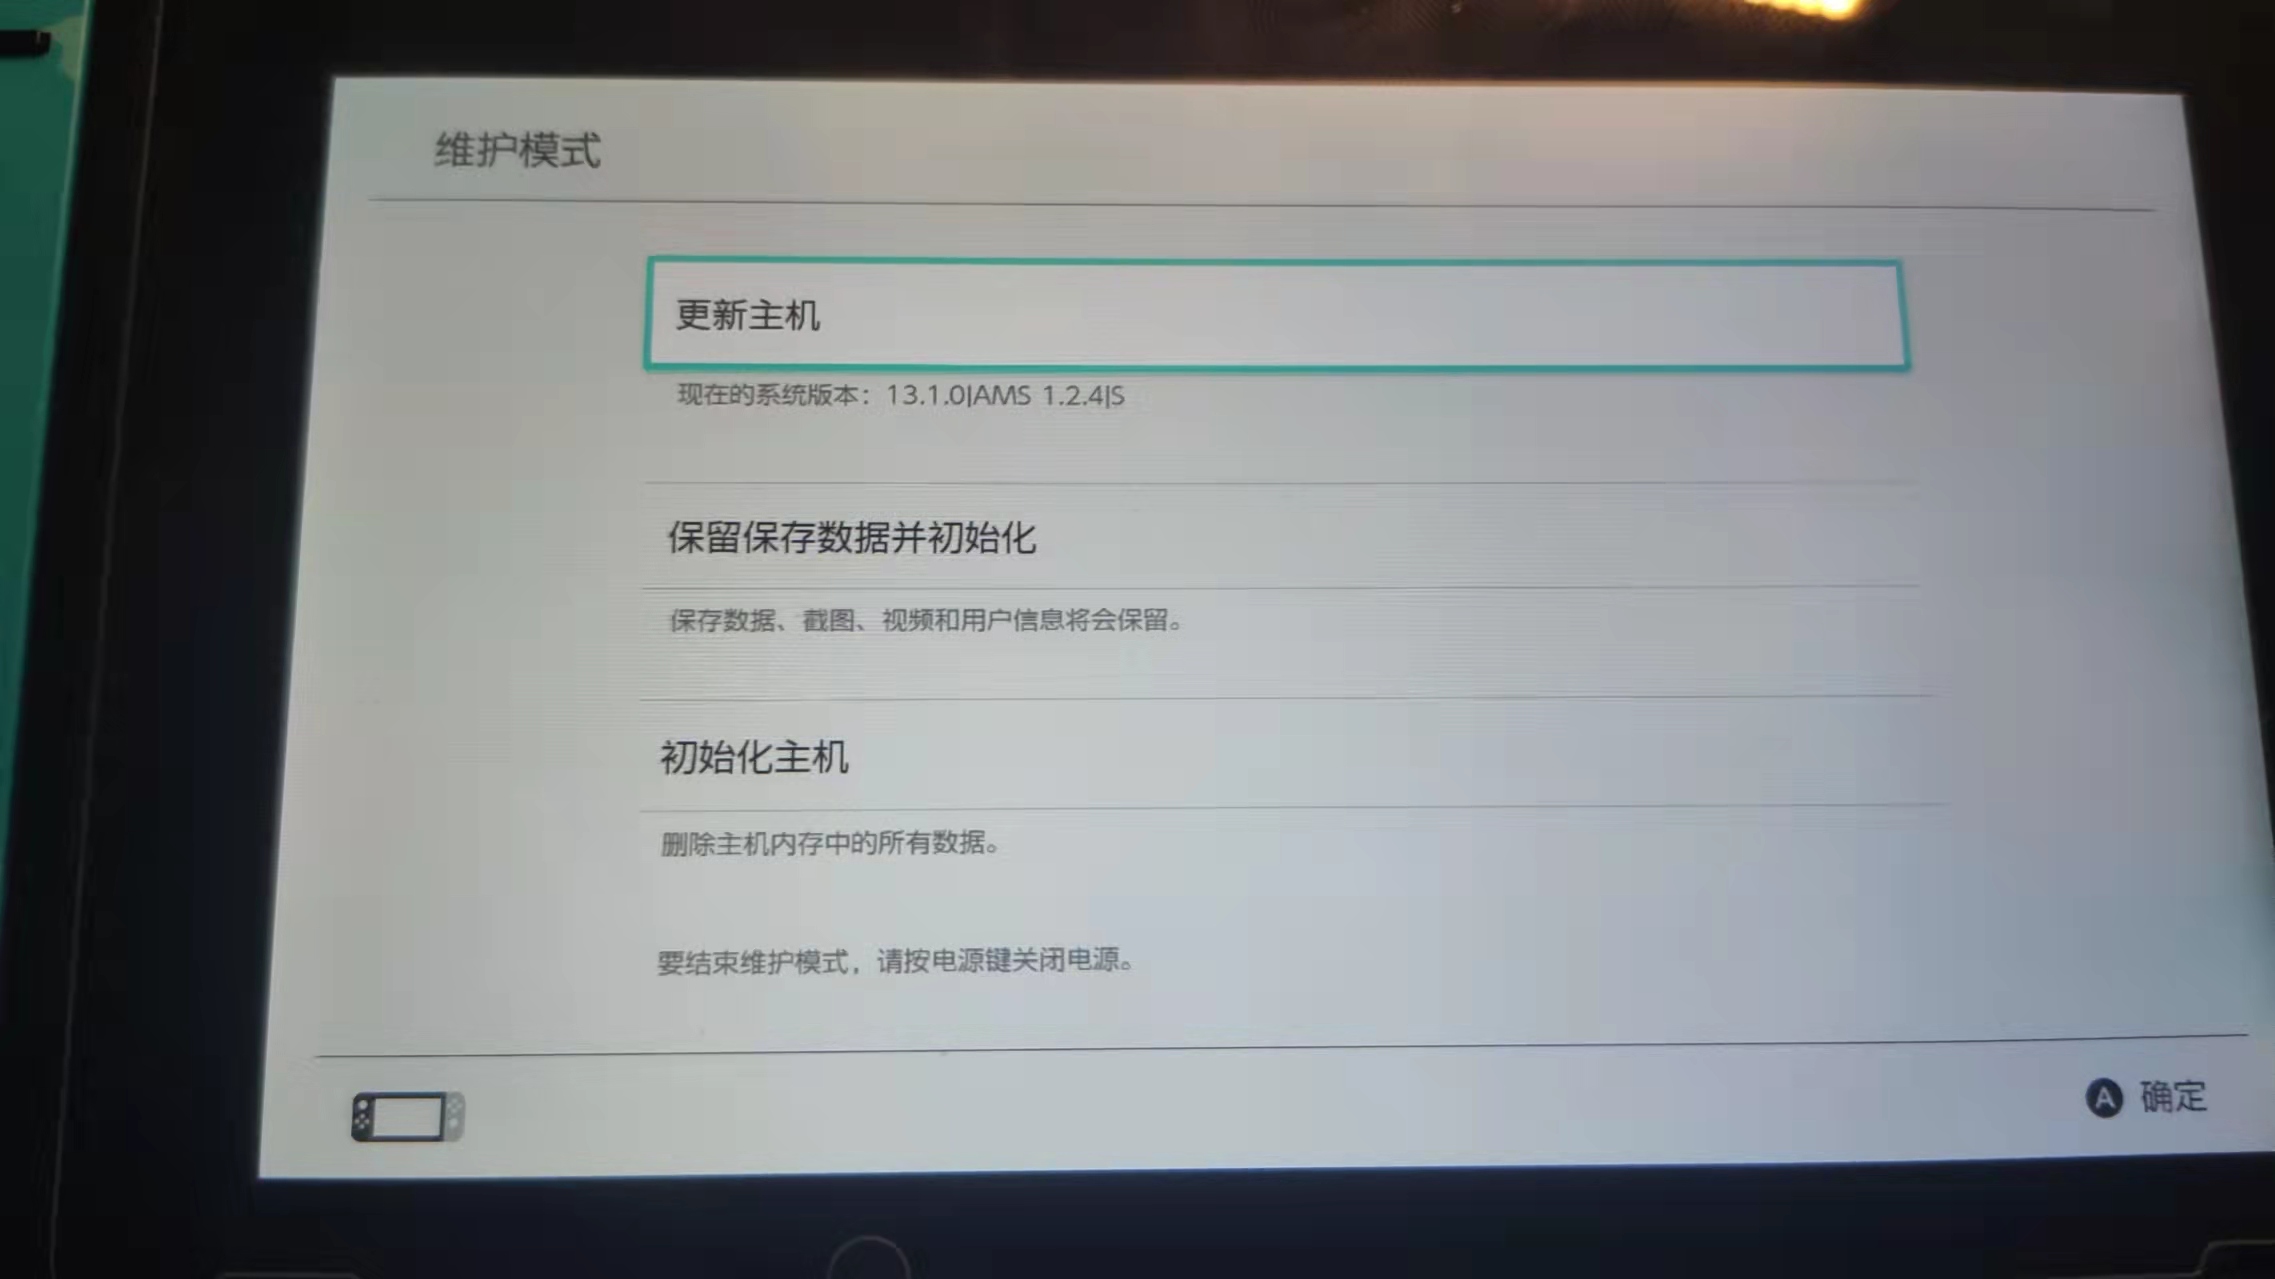 维护模式
更新主机
现在的系统版本：13.1.0|AMS 1.2.4|S
保留保存数据并初始化
保存数据、截图、视频和用户信息将会保留。
初始化主机
删除主机内存中的所有数据。
要结束维护模式，请按电源键关闭电源。
A 确定